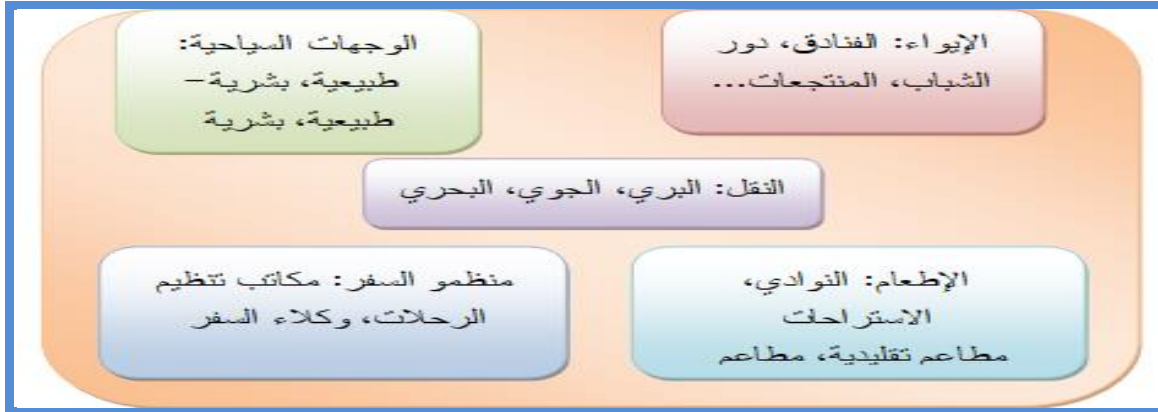 الإيواء: الفنادق، دور
الشباب، المنتجعات...
الوجهات السياحية:
طبيعية، بشرية–
طبيعية، بشرية
النقل: البري، الجوي، البحري
الإطعام: النوادي،
الاستراحات
مطاعم تقليدية، مطاعم
منظمو السفر: مكاتب تنظيم
الرحلات، وكلاء السفر